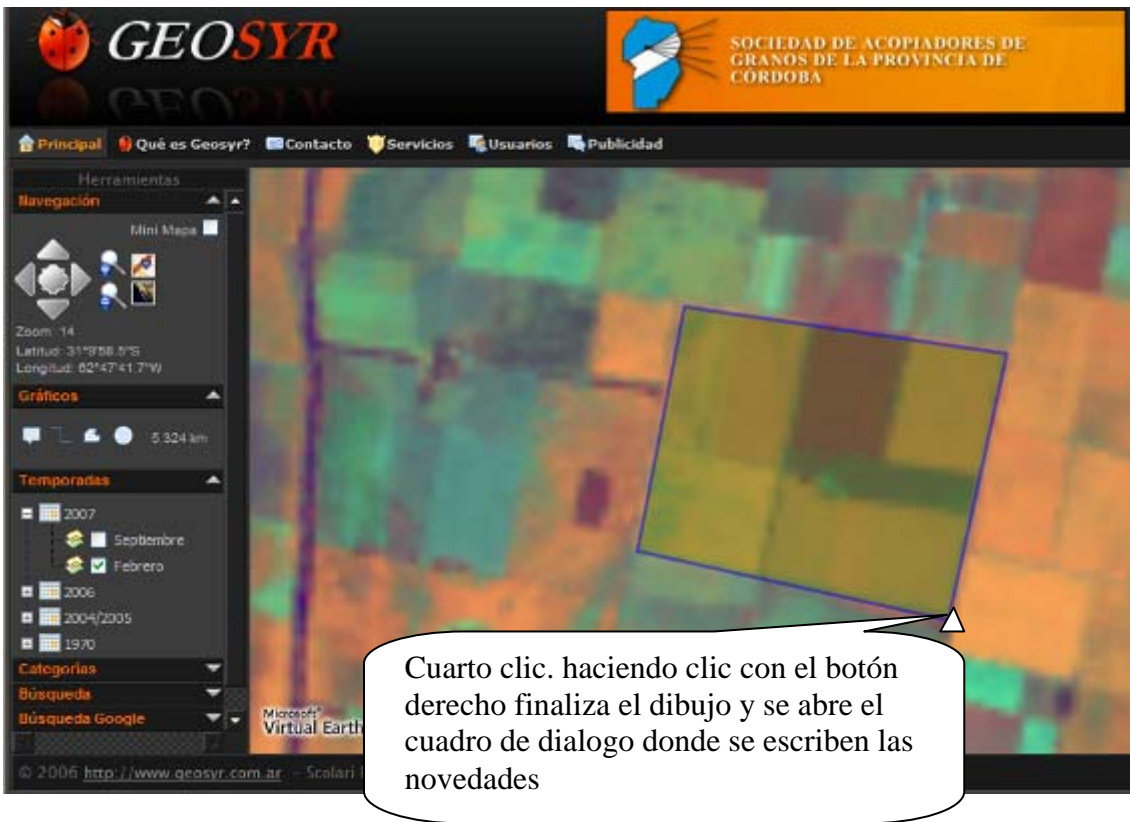 GEOSYR
SOCIEDAD DE ACOPIADORES DE
GRANOS DE LA PROVINCIA DE
CÓRDOBA
Principal Qué es Geosyr? Contacto Servicios Usuarios Publicidad
Herramientas
Navegación
Mini Mapa
Zoom: 14
Latitud: 31°9'58.5"S
Longitud: 62°47'41.7"W
Gráficos
5.324 km
Temporadas
2007
Septiembre
Febrero
2006
2004/2005
1970
Categorías
Búsqueda
Búsqueda Google
Microsoft®
Virtual Earth
Cuarto clic. haciendo clic con el botón
derecho finaliza el dibujo y se abre el
cuadro de dialogo donde se escriben las
novedades
© 2006 http://www.geosyr.com.ar - Scolari